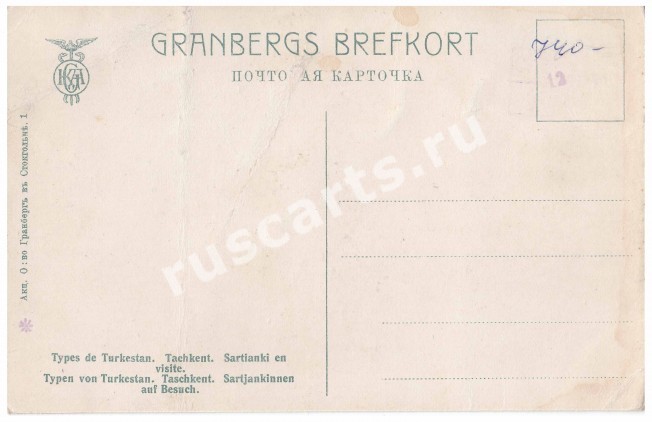 GRANBERGS BREFKORT
ПОЧТО АЯ КАРТОЧКА
740-
12
Акц. О:во Гранбергъ въ Стокгольмѣ. 1
ruscarts.ru
Types de Turkestan. Tachkent. Sartianki en
visite.
Typen von Turkestan. Taschkent. Sartjankinnen
auf Besuch.